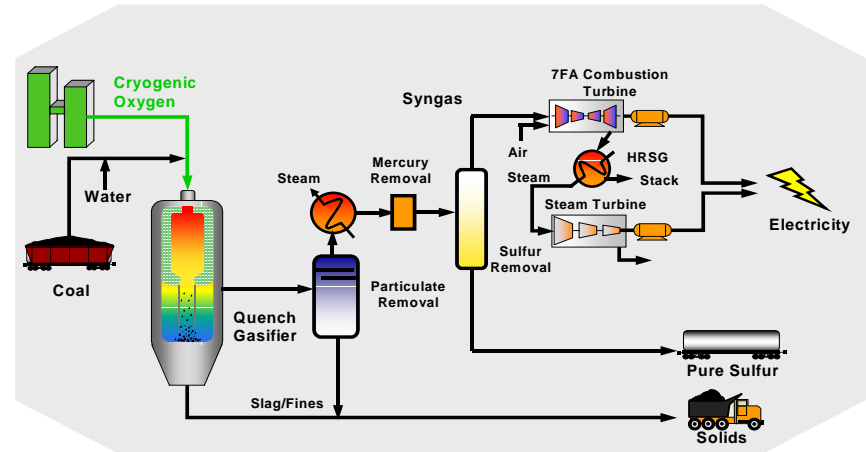 Cryogenic
Oxygen
Water
Coal
Quench
Gasifier
Slag/Fines
Steam
Particulate
Removal
Mercury
Removal
Syngas
Sulfur
Removal
7FA Combustion
Turbine
Air
HRSG
Steam
Stack
Steam Turbine
Electricity
Pure Sulfur
Solids